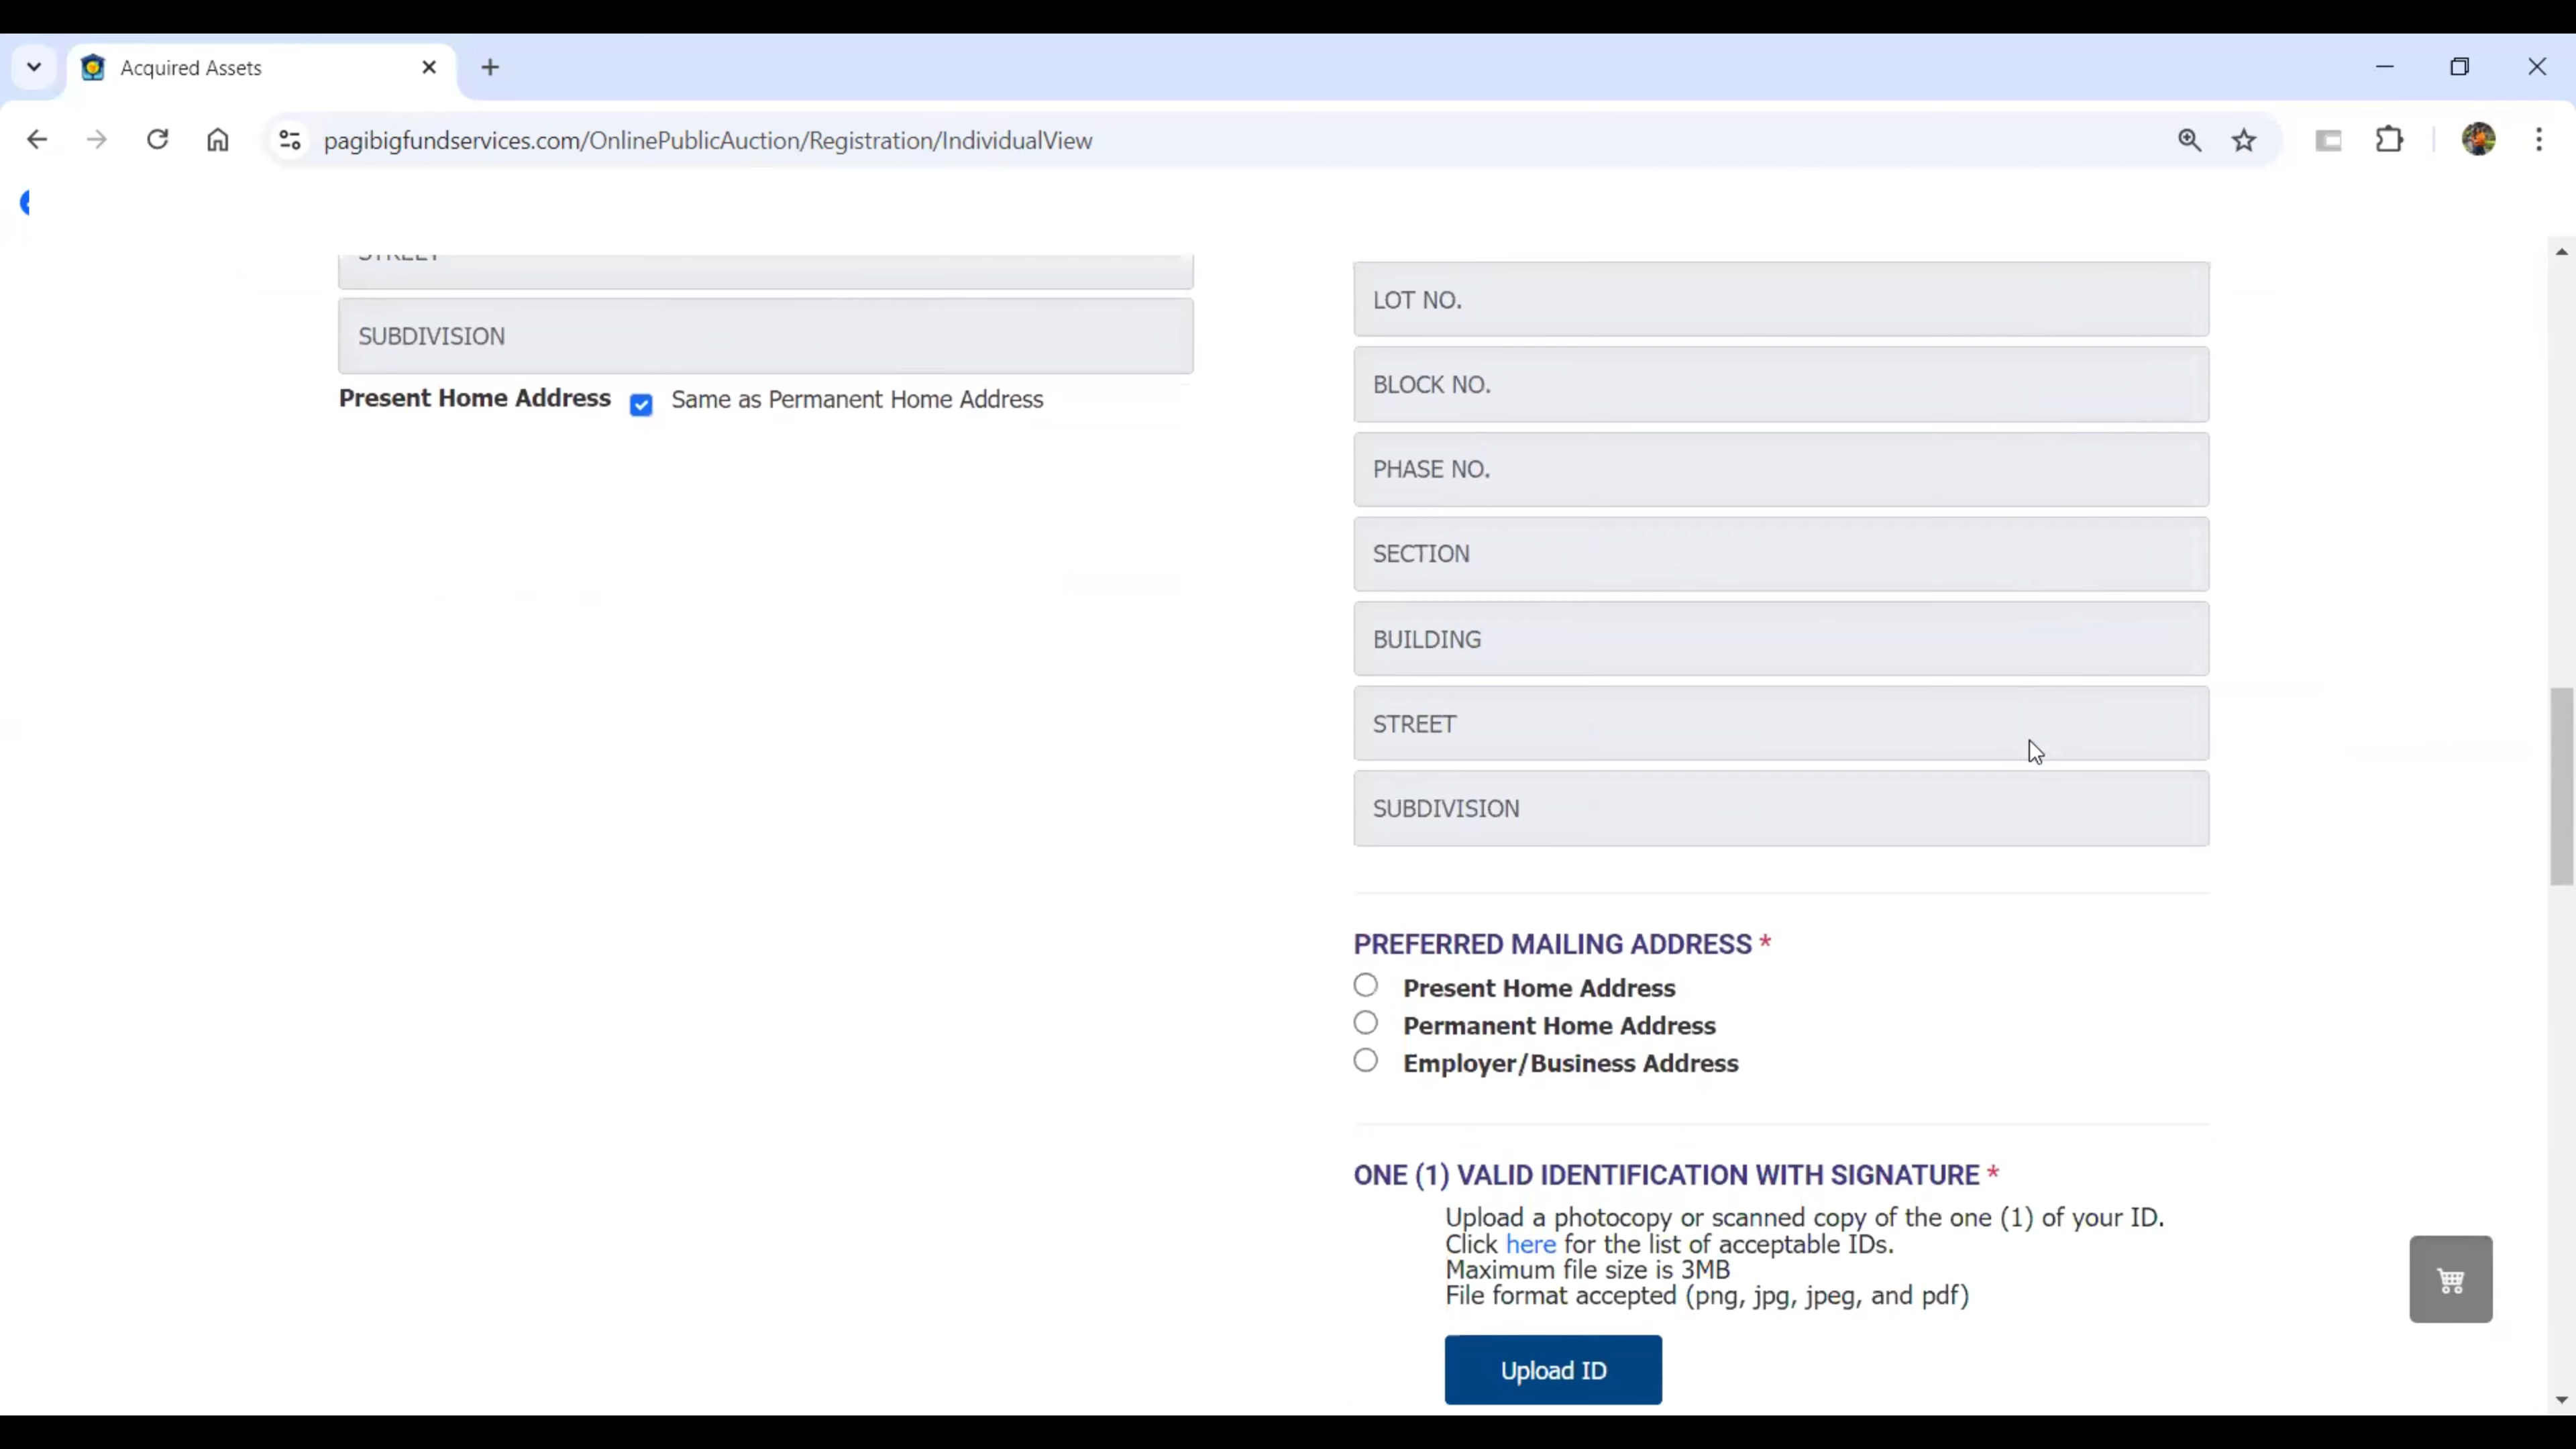 Acquired Assets
pagibigfundservices.com/OnlinePublicAuction/Registration/IndividualView
STREET
SUBDIVISION
Present Home Address Same as Permanent Home Address
LOT NO.
BLOCK NO.
PHASE NO.
SECTION
BUILDING
STREET
SUBDIVISION
PREFERRED MAILING ADDRESS *
Present Home Address
Permanent Home Address
Employer/Business Address
ONE (1) VALID IDENTIFICATION WITH SIGNATURE *
Upload a photocopy or scanned copy of the one (1) of your ID.
Click here for the list of acceptable IDs.
Maximum file size is 3MB
File format accepted (png, jpg, jpeg, and pdf)
Upload ID